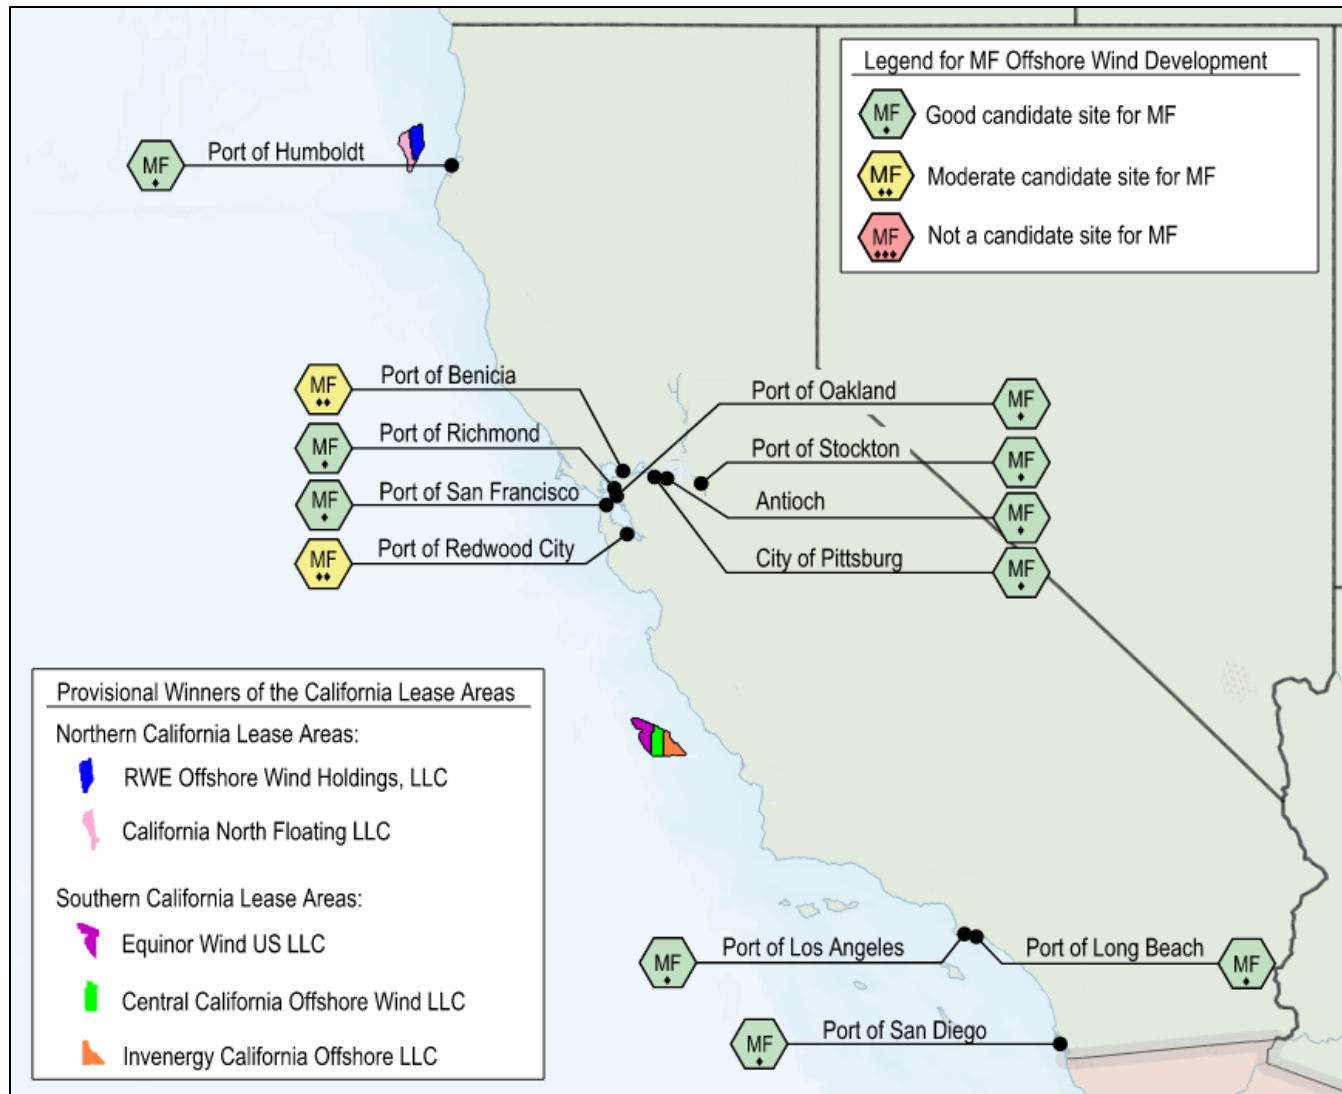 Legend for MF Offshore Wind Development
MF
Good candidate site for MF
MF
Moderate candidate site for MF
MF
Not a candidate site for MF
MF
Port of Humboldt
MF
Port of Benicia
MF
Port of Richmond
MF
Port of San Francisco
MF
Port of Redwood City
Port of Oakland
MF
Port of Stockton
MF
Antioch
MF
City of Pittsburg
MF
Provisional Winners of the California Lease Areas
Northern California Lease Areas:
RWE Offshore Wind Holdings, LLC
California North Floating LLC
Southern California Lease Areas:
Equinor Wind US LLC
Central California Offshore Wind LLC
Invenergy California Offshore LLC
MF
Port of Los Angeles
Port of Long Beach
MF
MF
Port of San Diego